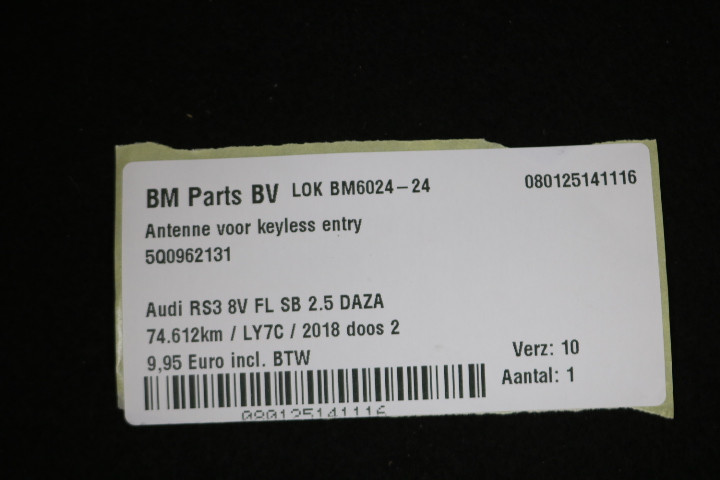 BM Parts BV LOK BM6024-24 080125141116
Antenne voor keyless entry
5Q0962131
Audi RS3 8V FL SB 2.5 DAZA
74.612km / LY7C / 2018 doos 2
9,95 Euro incl. BTW
Verz: 10
Aantal: 1
080125141116